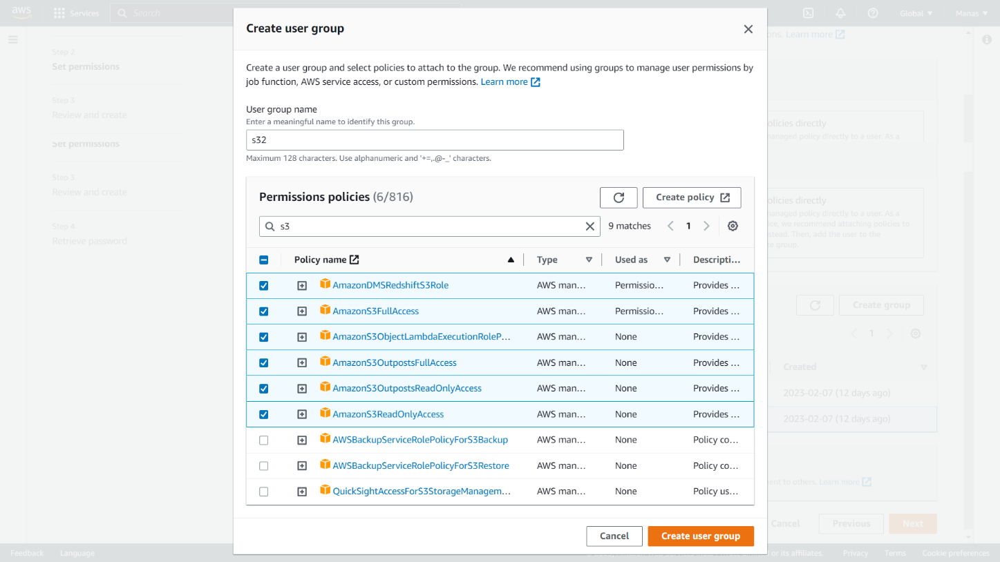 aws
Services
Search
Global
Manas
Step 2
Set permissions
Step 3
Review and create
Set permissions
Step 3
Review and create
Step 4
Retrieve password
Create user group
Create a user group and select policies to attach to the group. We recommend using groups to manage user permissions by
job function, AWS service access, or custom permissions. Learn more
User group name
Enter a meaningful name to identify this group.
s32
Maximum 128 characters. Use alphanumeric and '+=,.@-_' characters.
Permissions policies (6/816)
Create policy
s3
9 matches
1
Policy name Type Used as Descripti...
AmazonDMSRedshiftS3Role AWS man... Permissio... Provides ...
AmazonS3FullAccess AWS man... Permissio... Provides ...
AmazonS3ObjectLambdaExecutionRoleP... AWS man... None Provides ...
AmazonS3OutpostsFullAccess AWS man... None Provides ...
AmazonS3OutpostsReadOnlyAccess AWS man... None Provides ...
AmazonS3ReadOnlyAccess AWS man... None Provides ...
AWSBackupServiceRolePolicyForS3Backup AWS man... None Policy co...
AWSBackupServiceRolePolicyForS3Restore AWS man... None Policy co...
QuickSightAccessForS3StorageManagem... AWS man... None Policy us...
Cancel
Create user group
ons. Learn more
olicies directly
managed policy directly to a user. As a
olicies directly
managed policy directly to a user. As a
ice, we recommend attaching policies to
stead. Then, add the user to the
te group.
Create group
1
Created
2023-02-07 (12 days ago)
2023-02-07 (12 days ago)
ent to others. Learn more
Cancel
Previous
Next
Feedback
Language
or its affiliates.
Privacy
Terms
Cookie preferences